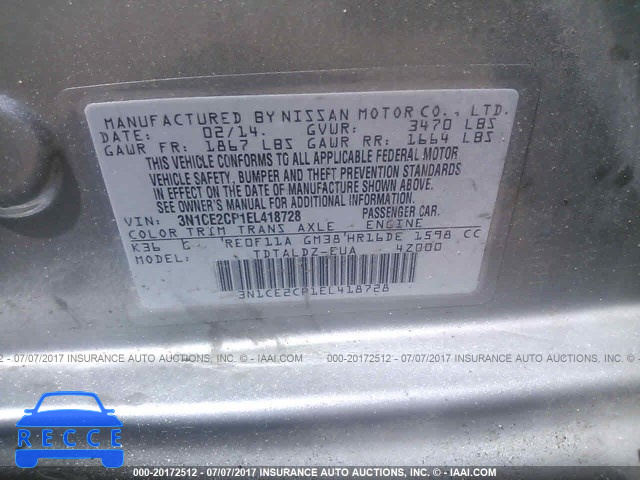 MANUFACTURED BY NISSAN MOTOR CO., LTD.
DATE: 02/14. GVWR: 3470 LBS
GAWR FR: 1867 LBS GAWR RR: 1664 LBS
THIS VEHICLE CONFORMS TO ALL APPLICABLE FEDERAL MOTOR
VEHICLE SAFETY, BUMPER AND THEFT PREVENTION STANDARDS
IN EFFECT ON THE DATE OF MANUFACTURE SHOWN ABOVE.
SEE OWNER'S MANUAL FOR ADDITIONAL INFORMATION.
VIN: 3N1CE2CP1EL418728 PASSENGER CAR.
COLOR TRIM TRANS AXLE ENGINE
K36 G RE0F11A GM38 HR16DE 1598 CC
MODEL: TDTALDZ-EUA 4Z000
3N1CE2CP1EL418728
000-20172512 - 07/07/2017 INSURANCE AUTO AUCTIONS, INC. - © IAAI.COM
000-20172512 - 07/07/2017 INSURANCE AUTO AUCTIONS
RECCE
000-20172512 - 07/07/2017 INSURANCE AUTO AUCTIONS, INC. - © IAAI.COM